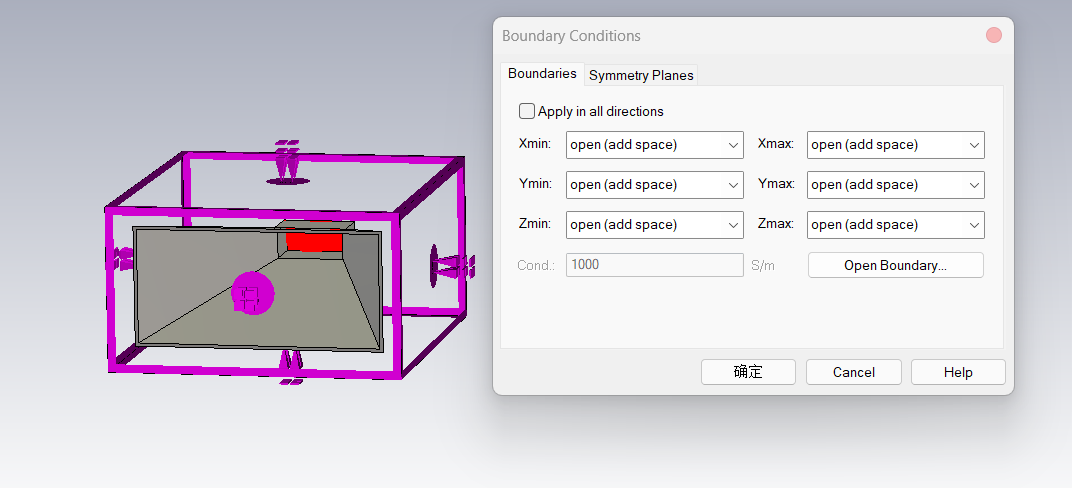 Boundary Conditions
Boundaries Symmetry Planes
Apply in all directions
Xmin: open (add space) Xmax: open (add space)
Ymin: open (add space) Ymax: open (add space)
Zmin: open (add space) Zmax: open (add space)
Cond.: 1000 S/m Open Boundary...
确定 Cancel Help